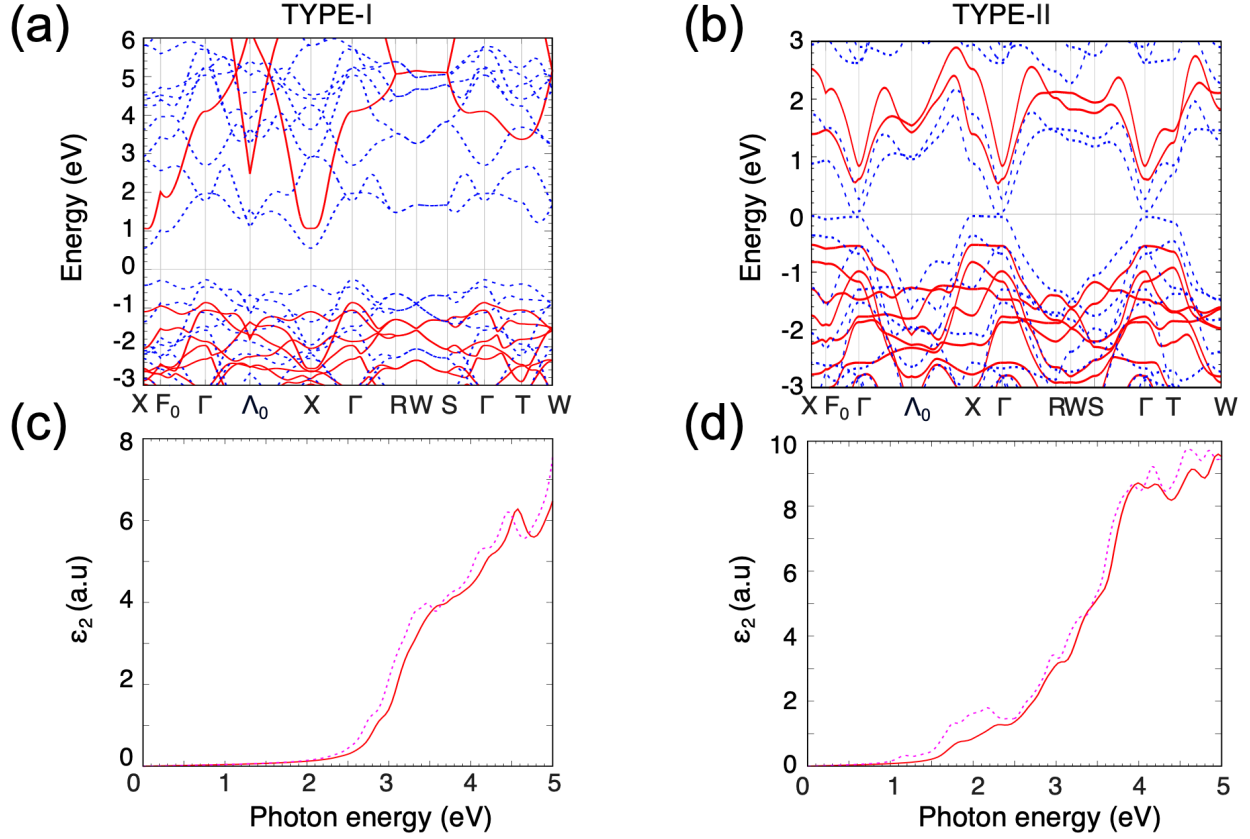 (a) TYPE-I
6
5
4
3
2
1
0
-1
-2
-3
Energy (eV)
X F₀ Γ Λ₀ X Γ R W S Γ T W
(b) TYPE-II
3
2
1
0
-1
-2
-3
Energy (eV)
X F₀ Γ Λ₀ X Γ R W S Γ T W
(c)
8
6
4
2
0
ε₂ (a.u)
0 1 2 3 4 5
Photon energy (eV)
(d)
10
8
6
4
2
0
ε₂ (a.u)
0 1 2 3 4 5
Photon energy (eV)